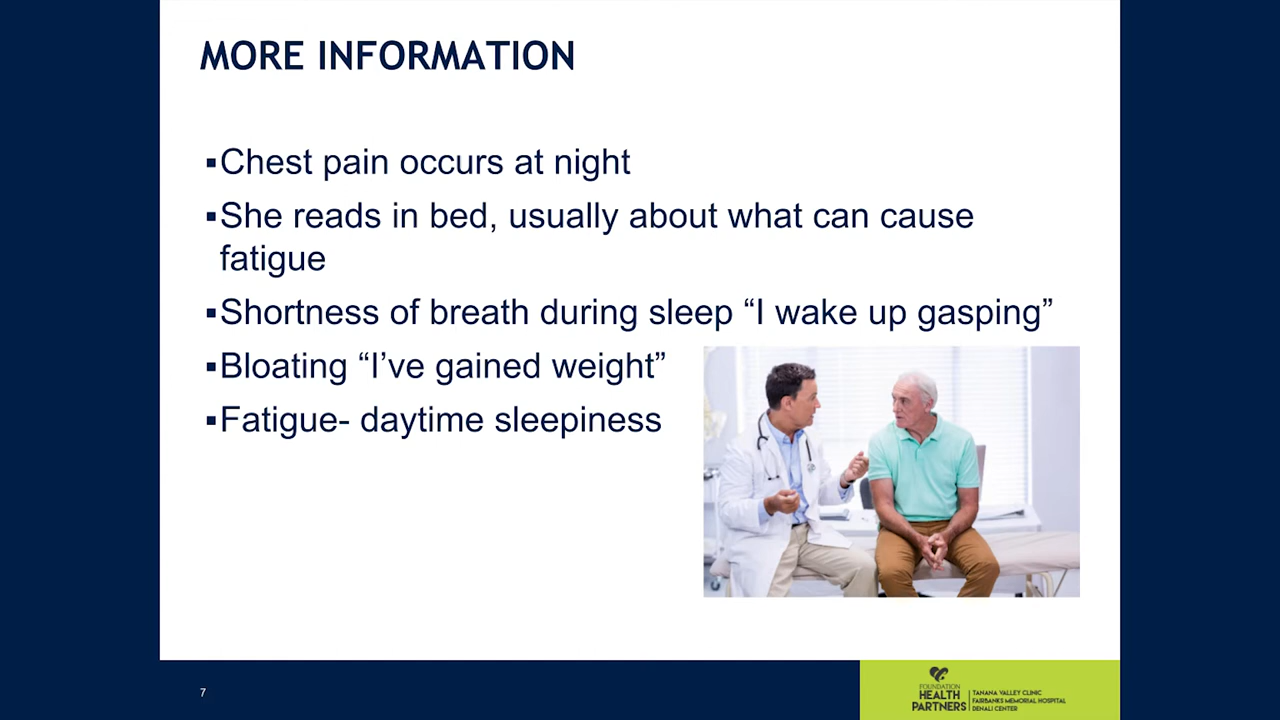 MORE INFORMATION
▪Chest pain occurs at night
▪She reads in bed, usually about what can cause
fatigue
▪Shortness of breath during sleep “I wake up gasping”
▪Bloating “I’ve gained weight”
▪Fatigue- daytime sleepiness
7
FOUNDATION
HEALTH
PARTNERS
TANANA VALLEY CLINIC
FAIRBANKS MEMORIAL HOSPITAL
DENALI CENTER